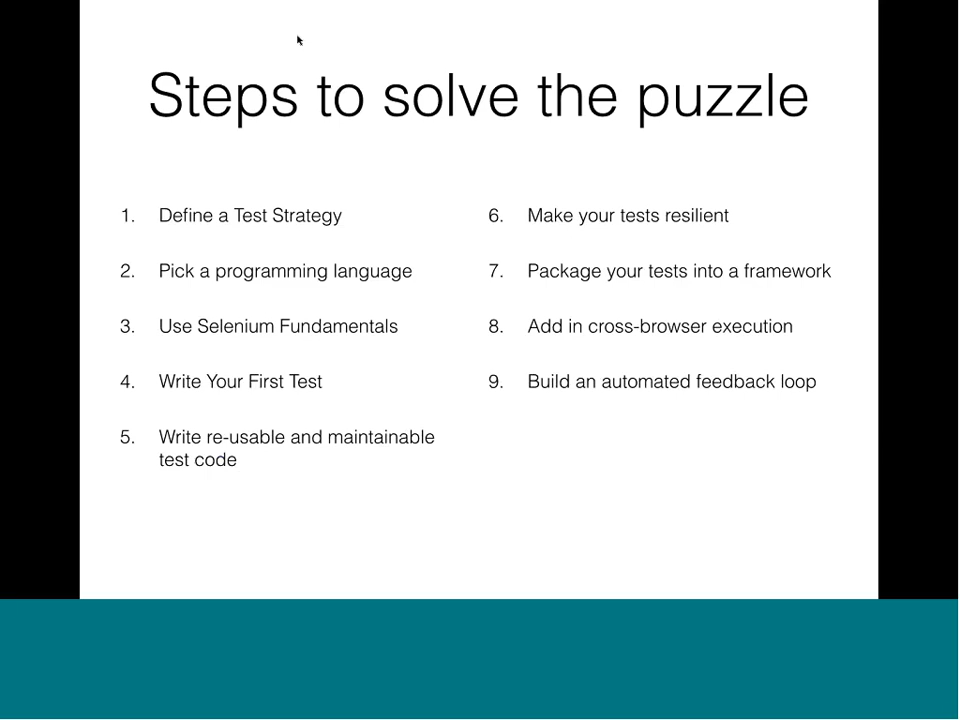 Steps to solve the puzzle
1. Define a Test Strategy
2. Pick a programming language
3. Use Selenium Fundamentals
4. Write Your First Test
5. Write re-usable and maintainable
test code
6. Make your tests resilient
7. Package your tests into a framework
8. Add in cross-browser execution
9. Build an automated feedback loop